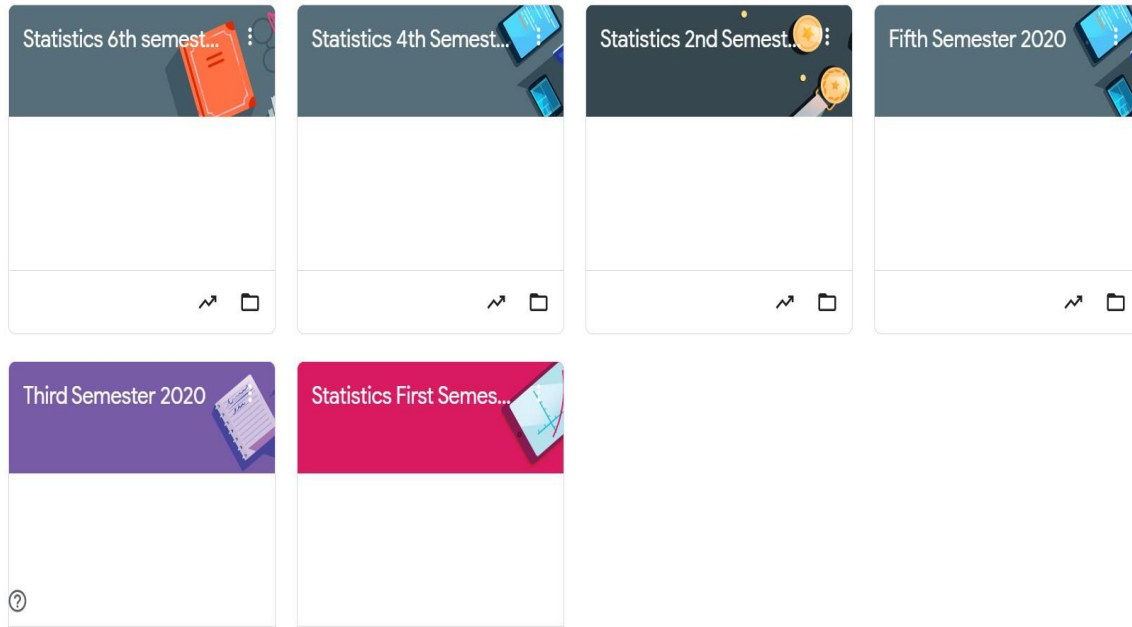 Statistics 6th semest...
Statistics 4th Semest...
Statistics 2nd Semest...
Fifth Semester 2020
Third Semester 2020
Statistics First Semes...